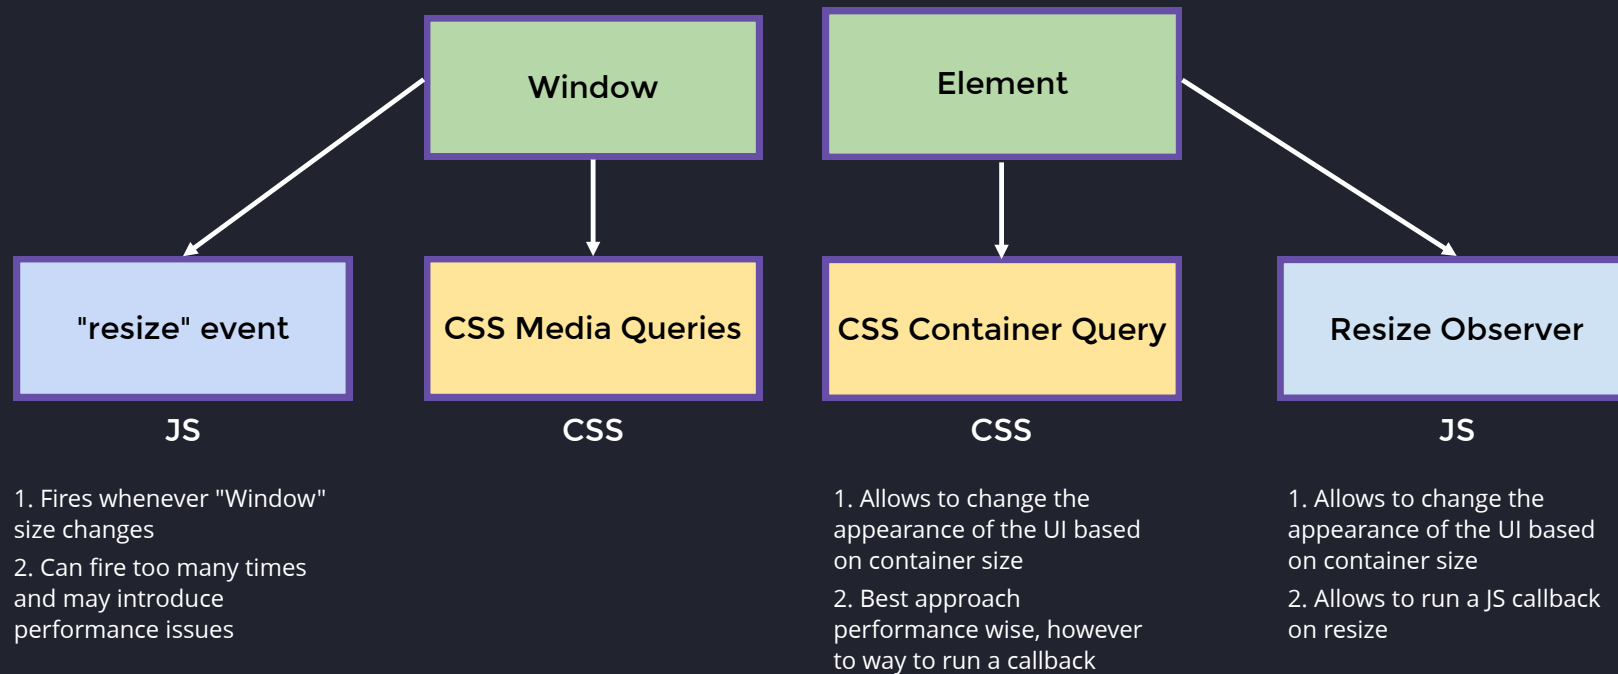 Window
Element
"resize" event
CSS Media Queries
CSS Container Query
Resize Observer
JS
CSS
CSS
JS
1. Fires whenever "Window"
size changes
2. Can fire too many times
and may introduce
performance issues
1. Allows to change the
appearance of the UI based
on container size
2. Best approach
performance wise, however
to way to run a callback
1. Allows to change the
appearance of the UI based
on container size
2. Allows to run a JS callback
on resize